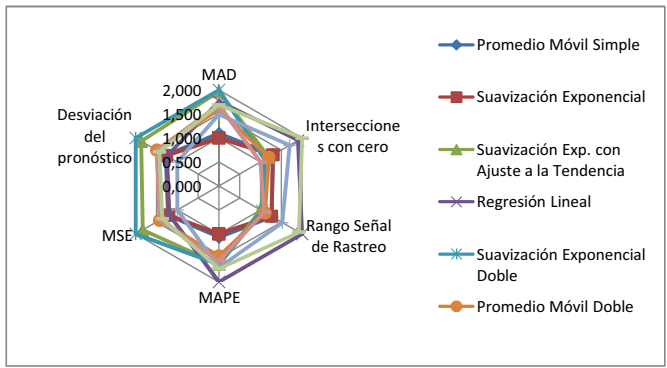 MAD
2,000
1,500
1,000
0,500
0,000
Interseccione
s con cero
Rango Señal
de Rastreo
MAPE
MSE
Desviación
del
pronóstico
Promedio Móvil Simple
Suavización Exponencial
Suavización Exp. con
Ajuste a la Tendencia
Regresión Lineal
Suavización Exponencial
Doble
Promedio Móvil Doble